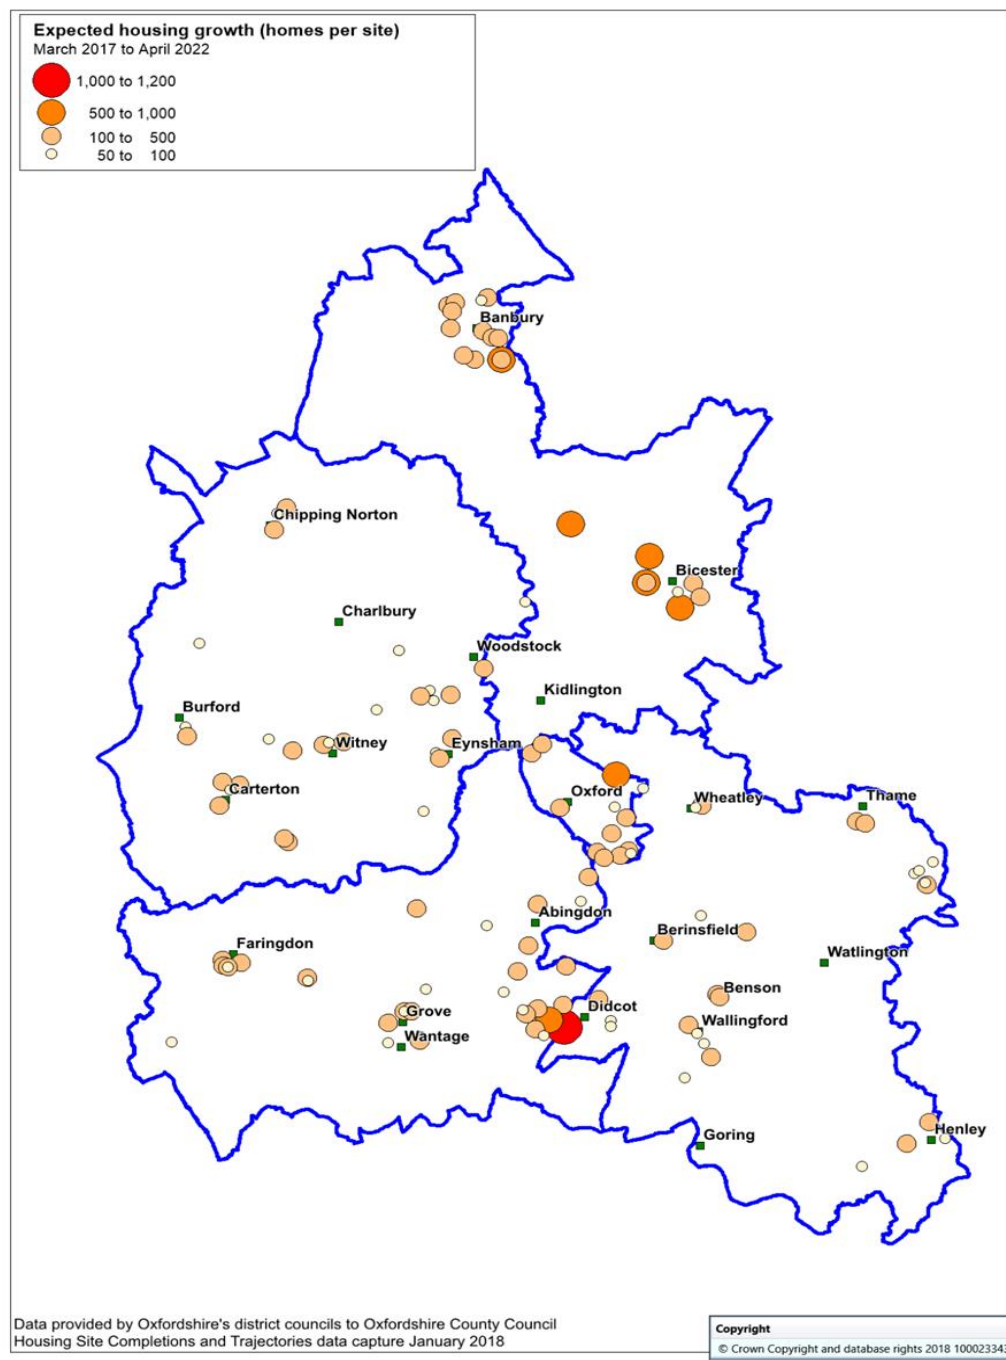 Expected housing growth (homes per site)
March 2017 to April 2022
1,000 to 1,200
500 to 1,000
100 to 500
50 to 100
Banbury
Chipping Norton
Bicester
Charlbury
Woodstock
Kidlington
Burford
Witney
Eynsham
Carterton
Oxford
Wheatley
Thame
Abingdon
Berinsfield
Faringdon
Watlington
Benson
Didcot
Grove
Wallingford
Wantage
Goring
Henley
Data provided by Oxfordshire's district councils to Oxfordshire County Council
Housing Site Completions and Trajectories data capture January 2018
Copyright
© Crown Copyright and database rights 2018